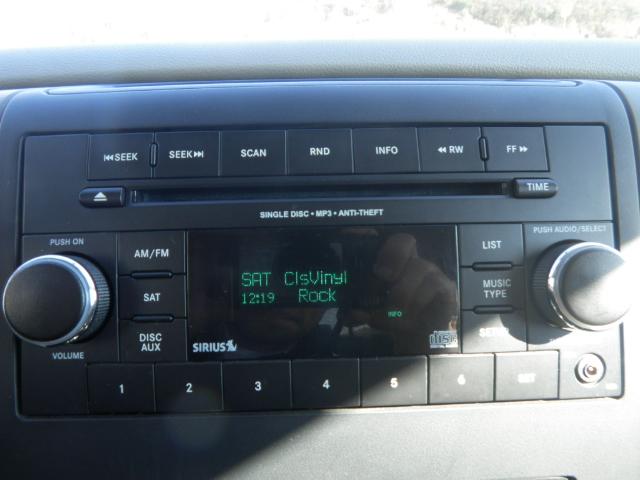 SEEK
SEEK
SCAN
RND
INFO
RW
FF
TIME
SINGLE DISC • MP3 • ANTI-THEFT
PUSH ON
VOLUME
AM/FM
SAT
DISC AUX
SAT ClsVinyl
12:19 Rock
INFO
SIRIUS
disc
LIST
MUSIC TYPE
SETUP
PUSH AUDIO/SELECT
1
2
3
4
5
6
SET